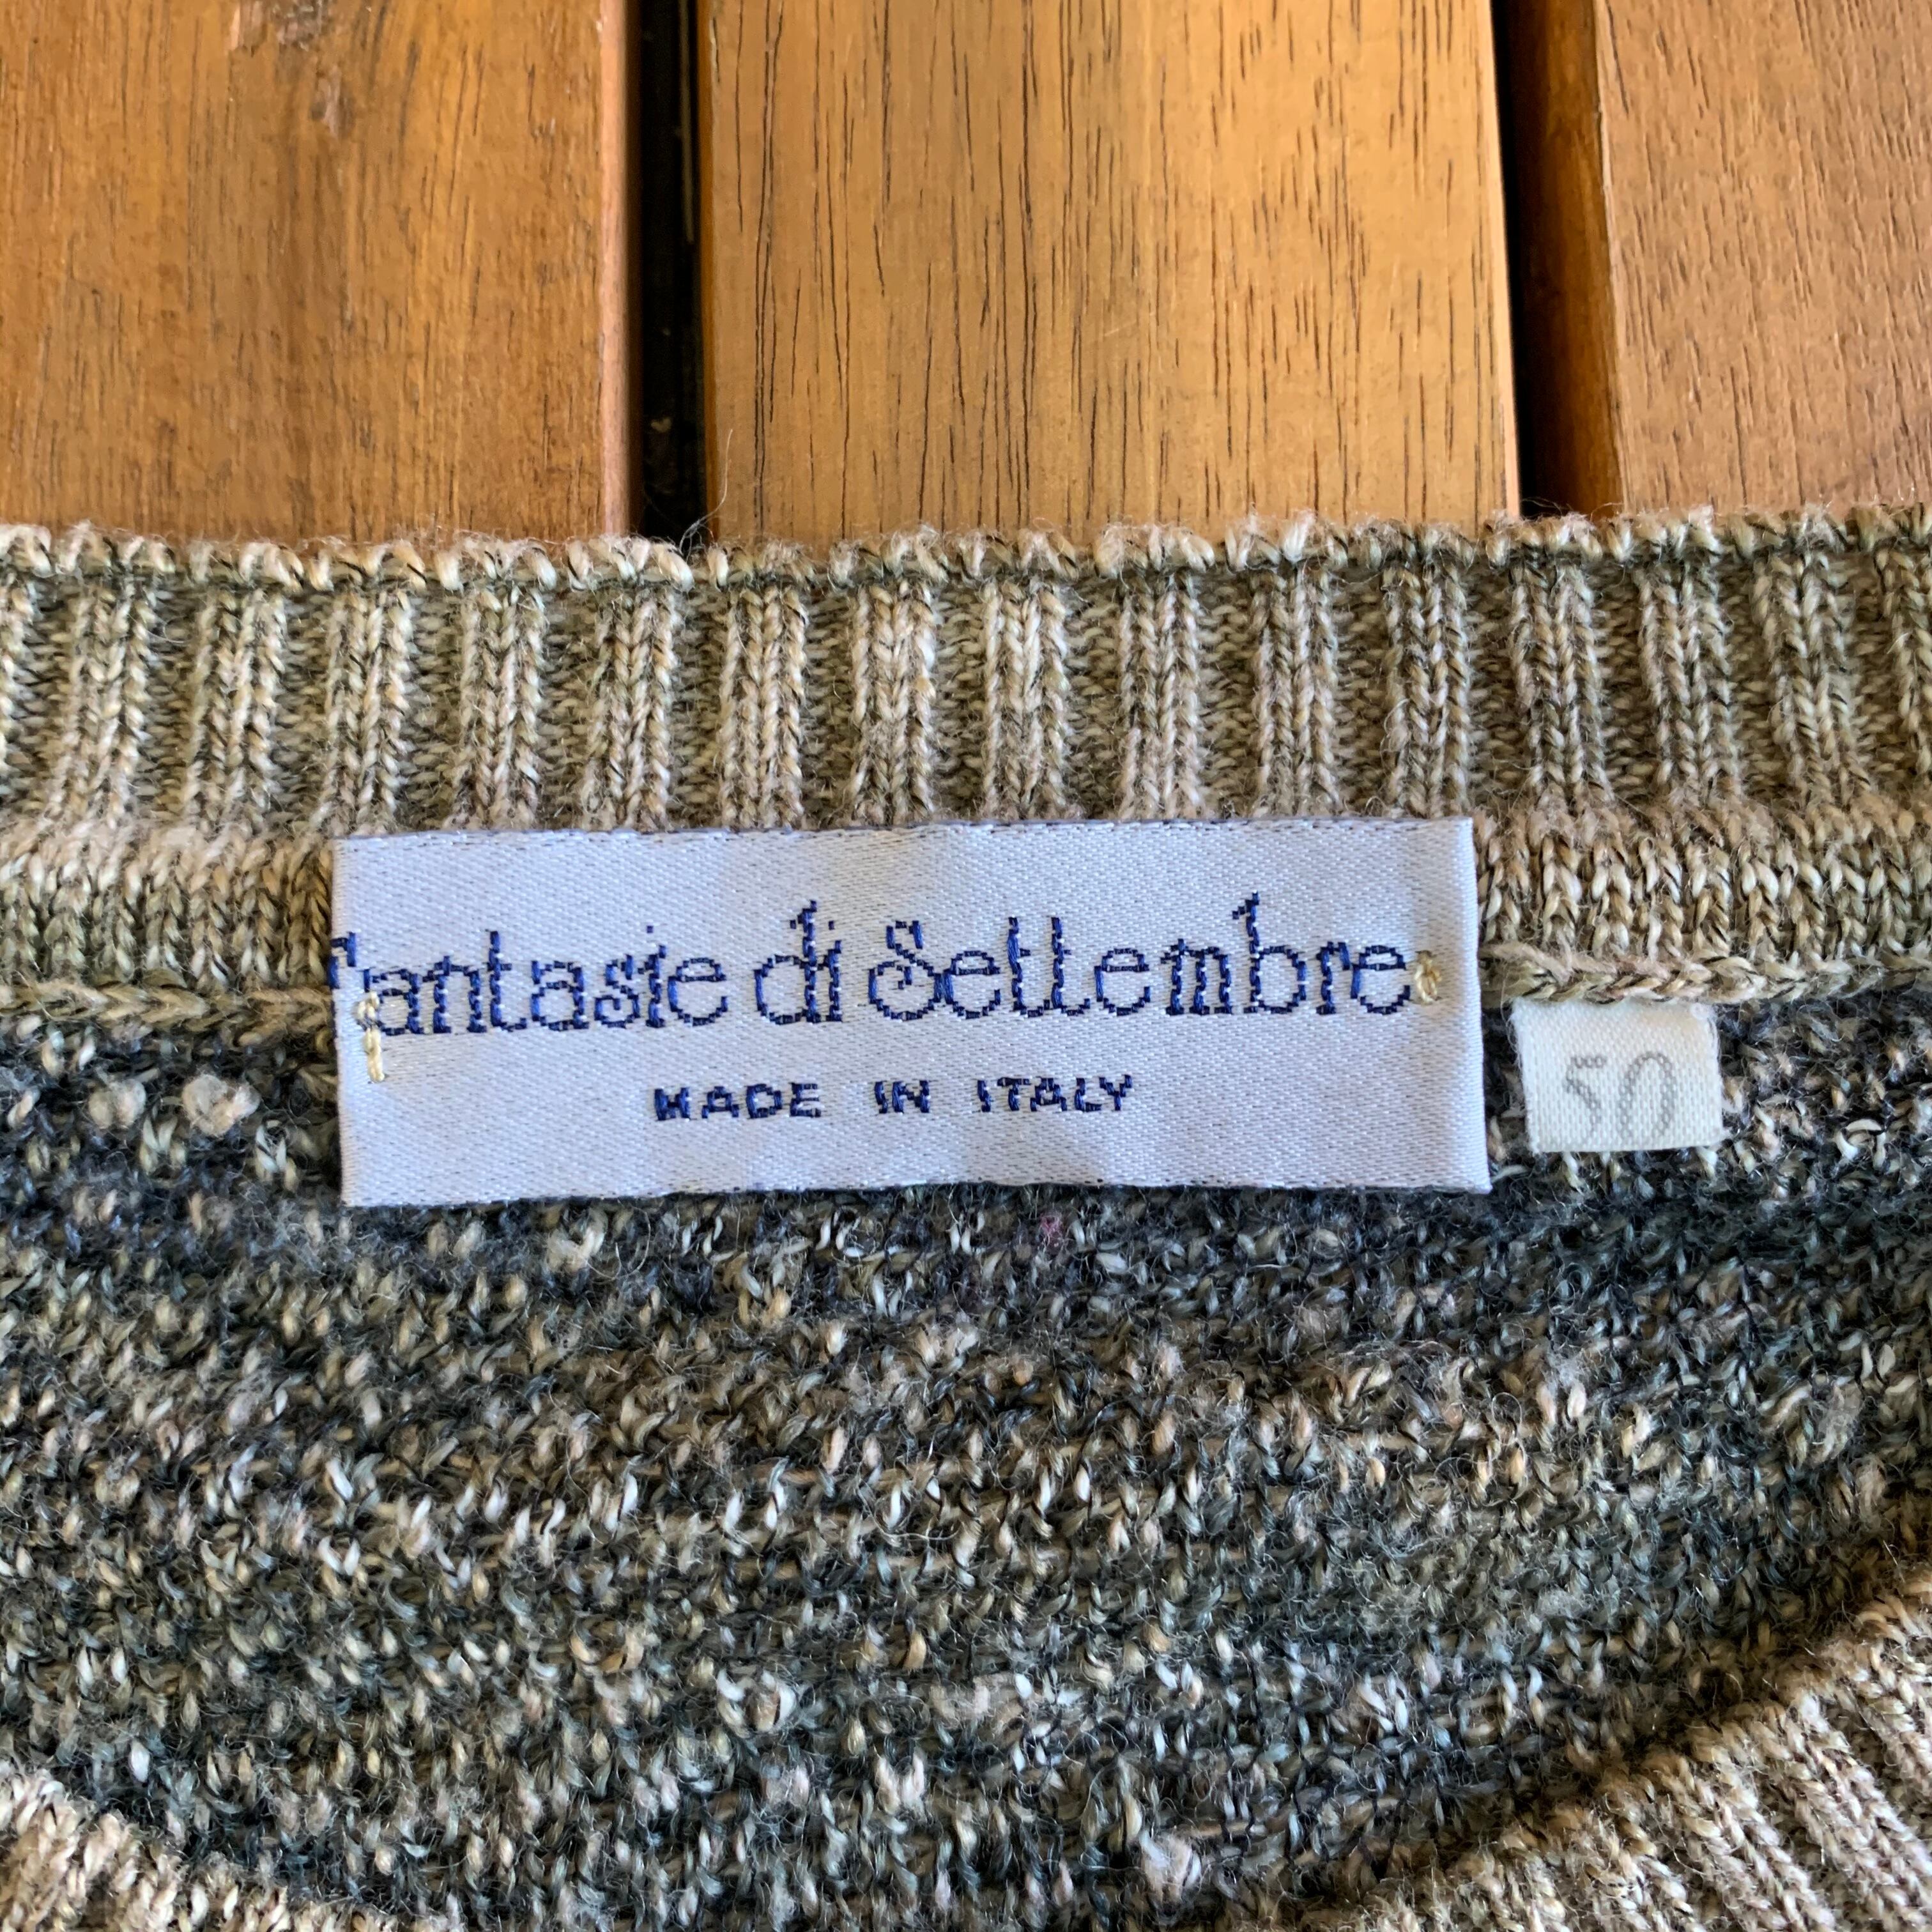 Fantasie di Settembre
MADE IN ITALY
50